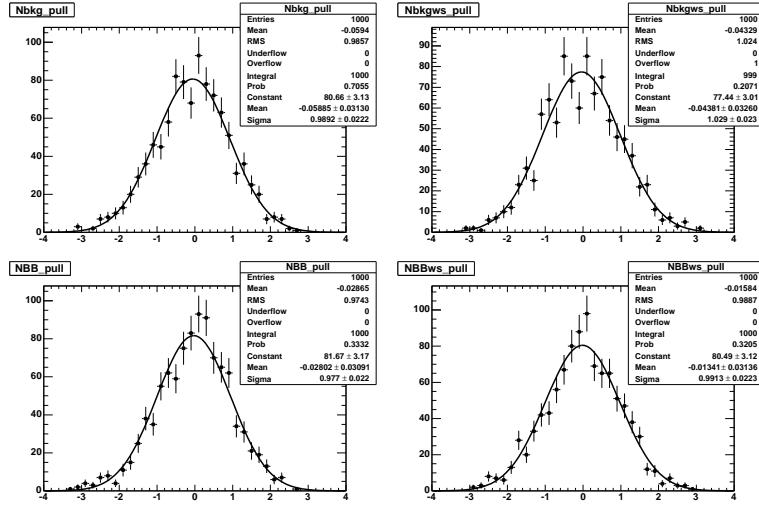 Nbkg_pull
Nbkg_pull
Entries 1000
Mean -0.0594
RMS 0.9857
Underflow 0
Overflow 0
Integral 1000
Prob 0.7055
Constant 80.66 ± 3.13
Mean -0.05885 ± 0.03130
Sigma 0.9892 ± 0.0222
100
80
60
40
20
0
-4 -3 -2 -1 0 1 2 3 4
Nbkgws_pull
Nbkgws_pull
Entries 1000
Mean -0.04329
RMS 1.024
Underflow 0
Overflow 1
Integral 999
Prob 0.2071
Constant 77.44 ± 3.01
Mean -0.04381 ± 0.03260
Sigma 1.029 ± 0.023
90
80
70
60
50
40
30
20
10
0
-4 -3 -2 -1 0 1 2 3 4
NBB_pull
NBB_pull
Entries 1000
Mean -0.02865
RMS 0.9743
Underflow 0
Overflow 0
Integral 1000
Prob 0.3332
Constant 81.67 ± 3.17
Mean -0.02802 ± 0.03091
Sigma 0.977 ± 0.022
100
80
60
40
20
0
-4 -3 -2 -1 0 1 2 3 4
NBBws_pull
NBBws_pull
Entries 1000
Mean -0.01584
RMS 0.9887
Underflow 0
Overflow 0
Integral 1000
Prob 0.3205
Constant 80.49 ± 3.12
Mean -0.01341 ± 0.03136
Sigma 0.9913 ± 0.0223
100
80
60
40
20
0
-4 -3 -2 -1 0 1 2 3 4